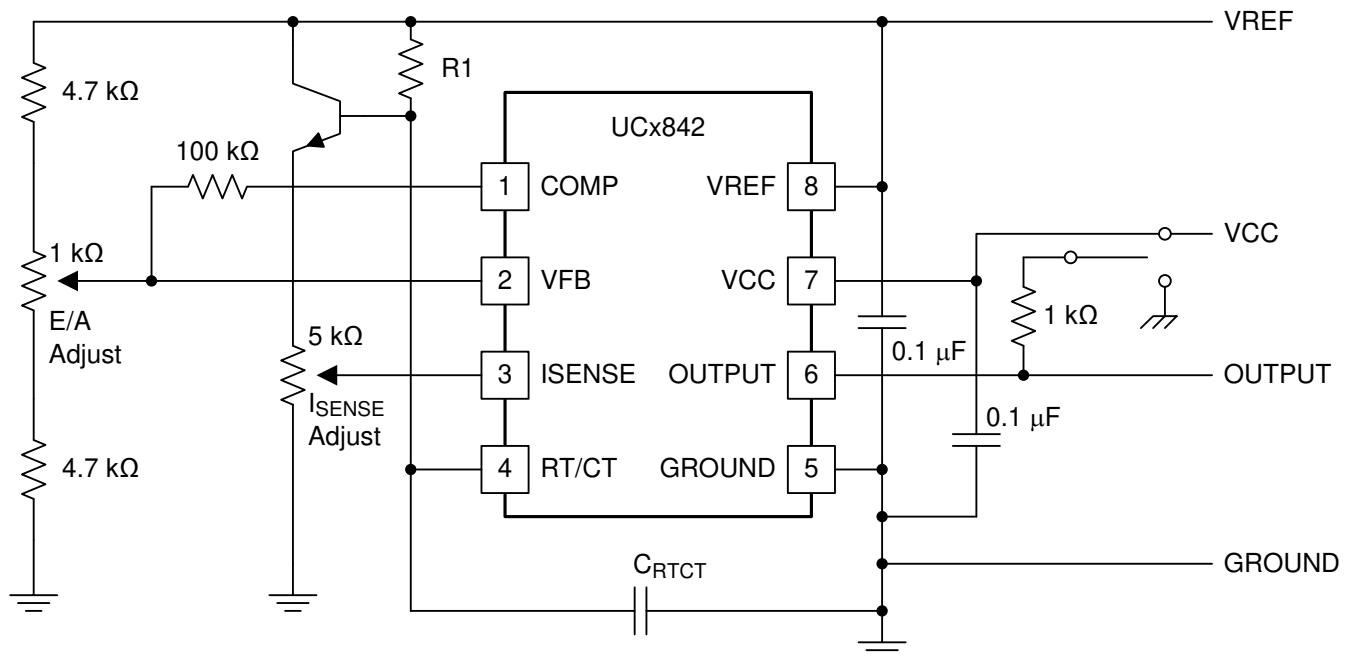 VREF
4.7 kΩ
R1
UCx842
100 kΩ
1 COMP
VREF 8
1 kΩ
E/A
Adjust
2 VFB
VCC 7
VCC
1 kΩ
0.1 μF
5 kΩ
ISENSE
Adjust
3 ISENSE
OUTPUT 6
OUTPUT
0.1 μF
4.7 kΩ
4 RT/CT
GROUND 5
CRTCT
GROUND